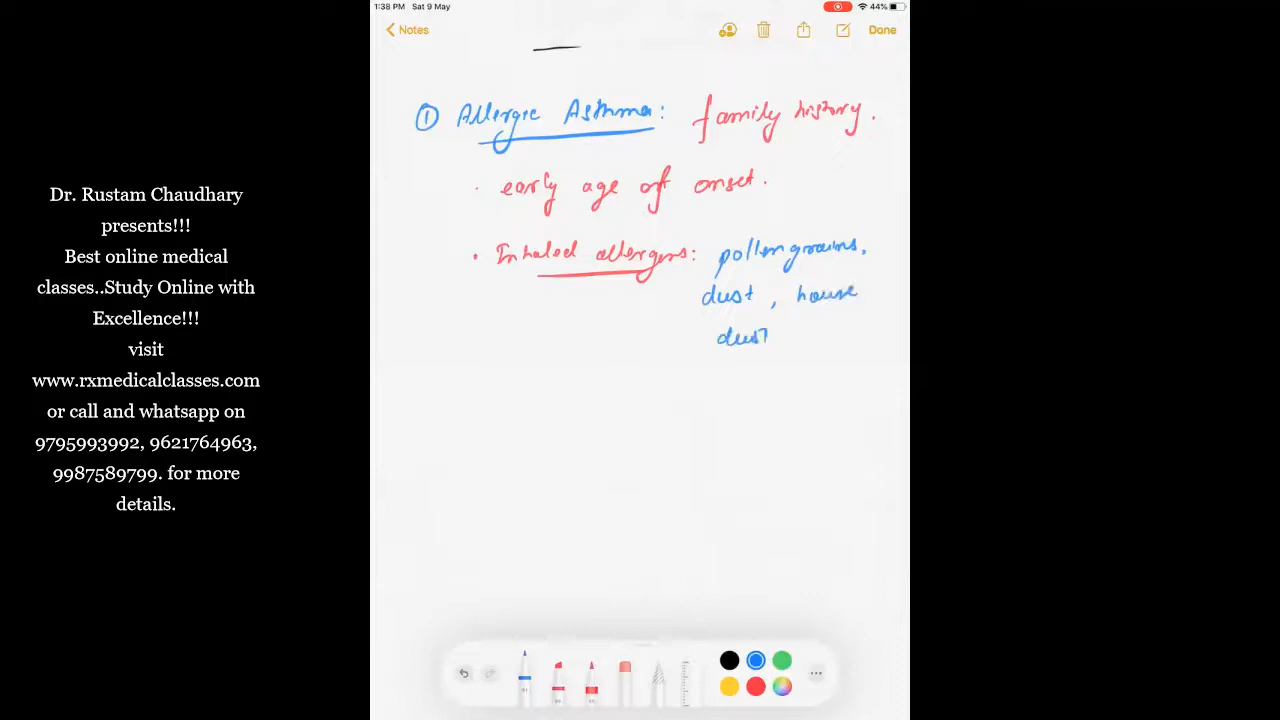 1:38 PM Sat 9 May
44%
Notes
Done
① Allergic Asthma: family history.
· early age of onset.
· Inhaled allergens: pollen grains.
dust, house
dust
Dr. Rustam Chaudhary
presents!!!
Best online medical
classes..Study Online with
Excellence!!!
visit
www.rxmedicalclasses.com
or call and whatsapp on
9795993992, 9621764963,
9987589799. for more
details.